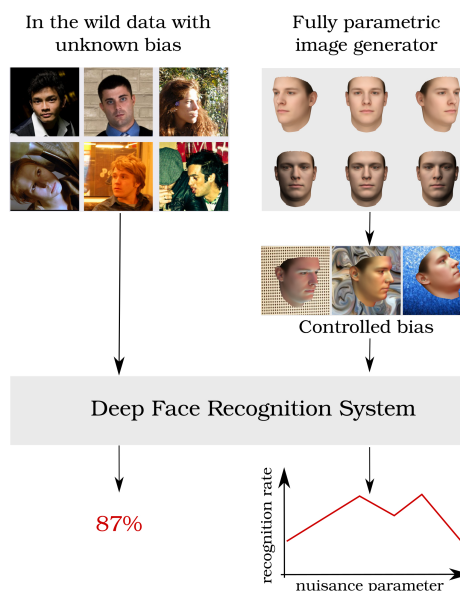 In the wild data with
unknown bias
Fully parametric
image generator
Controlled bias
Deep Face Recognition System
87%
recognition rate
nuisance parameter